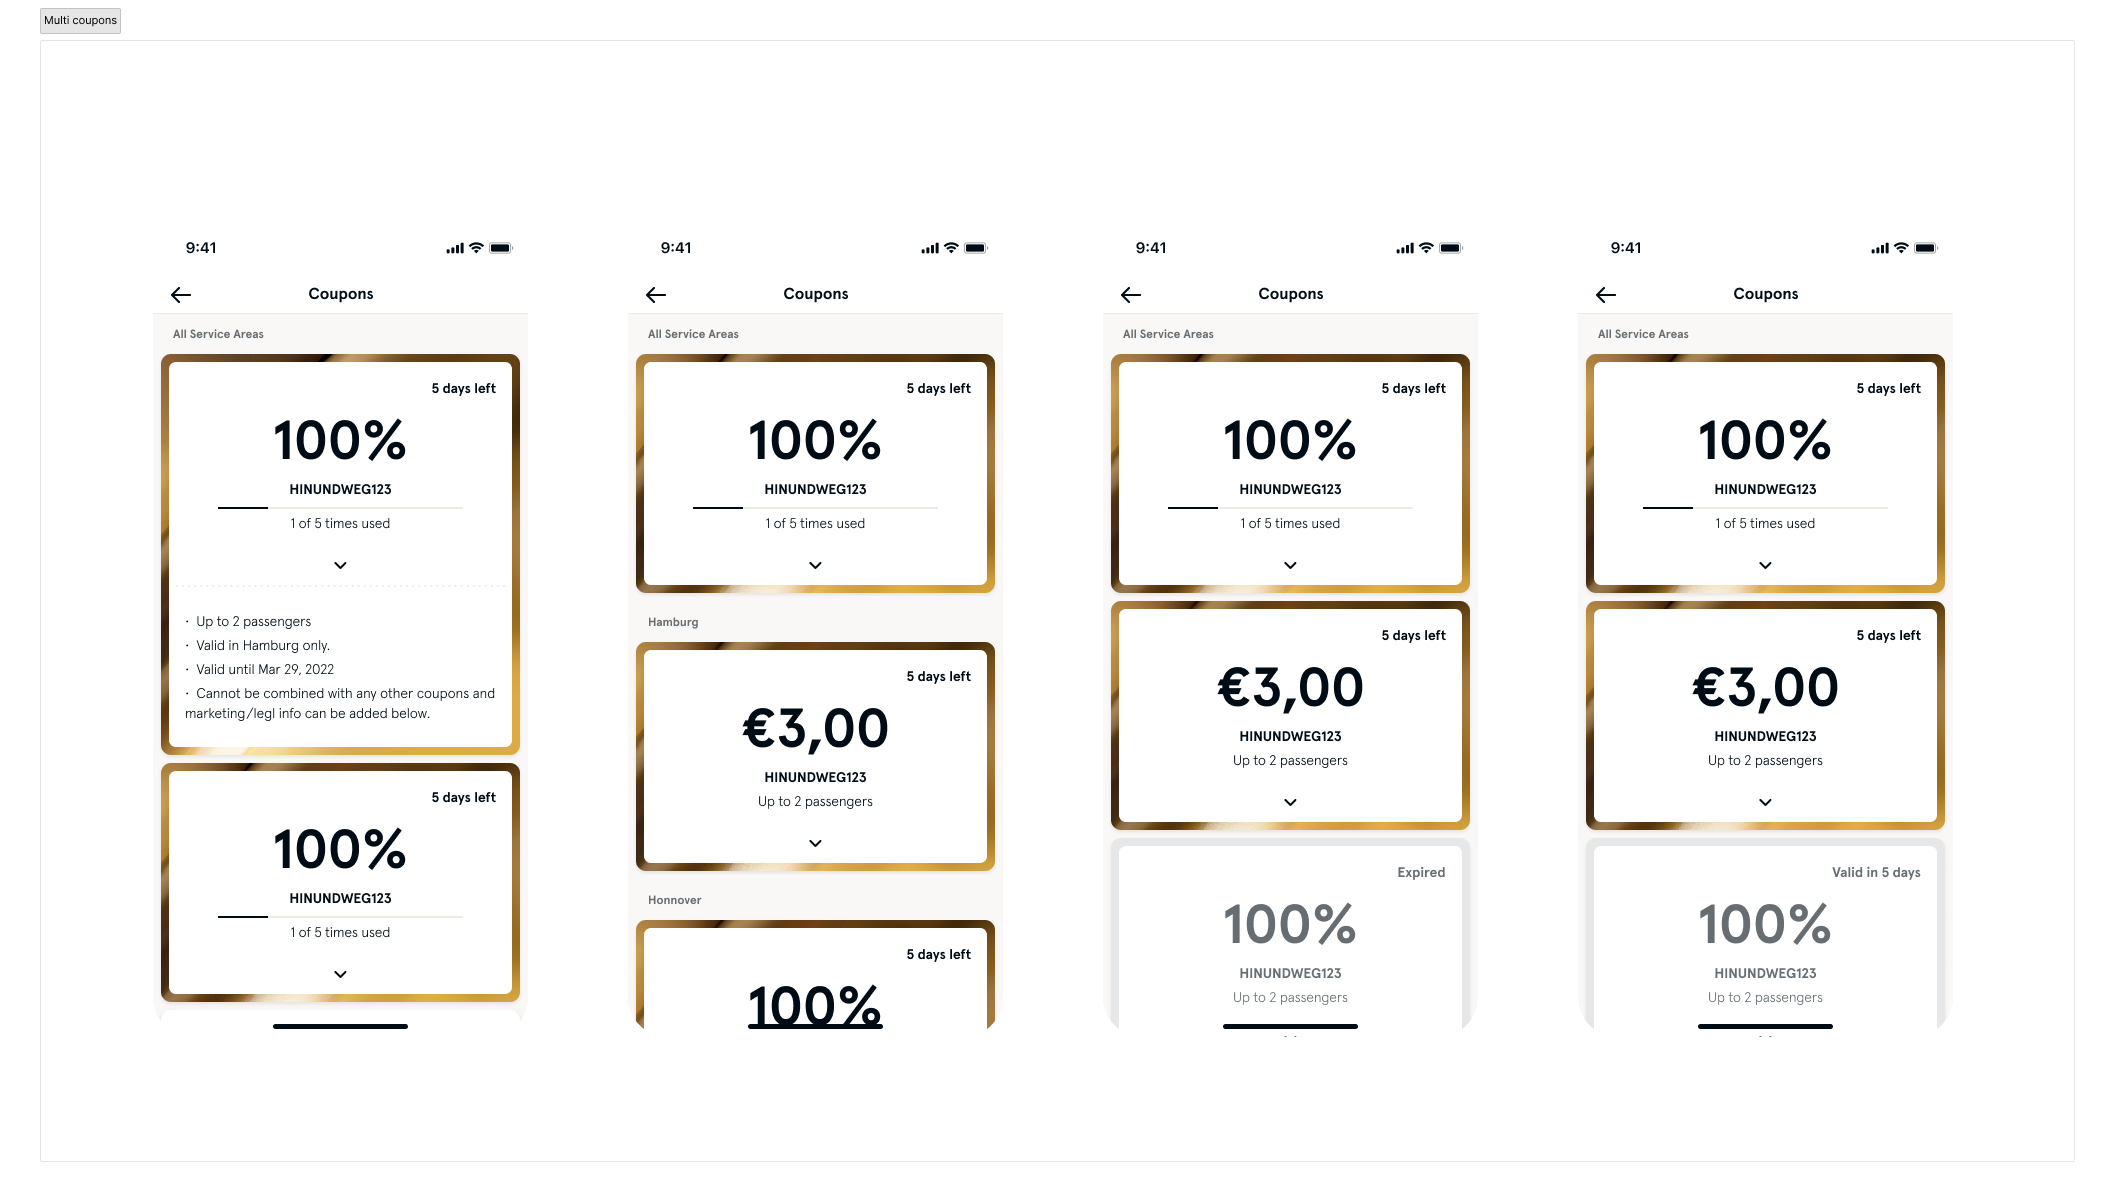 Multi coupons
9:41
Coupons
All Service Areas
5 days left
100%
HINUNDWEG123
1 of 5 times used
· Up to 2 passengers
· Valid in Hamburg only.
· Valid until Mar 29, 2022
· Cannot be combined with any other coupons and
marketing/legl info can be added below.
5 days left
100%
HINUNDWEG123
1 of 5 times used
9:41
Coupons
All Service Areas
5 days left
100%
HINUNDWEG123
1 of 5 times used
Hamburg
5 days left
€3,00
HINUNDWEG123
Up to 2 passengers
Honnover
5 days left
100%
9:41
Coupons
All Service Areas
5 days left
100%
HINUNDWEG123
1 of 5 times used
5 days left
€3,00
HINUNDWEG123
Up to 2 passengers
Expired
100%
HINUNDWEG123
Up to 2 passengers
9:41
Coupons
All Service Areas
5 days left
100%
HINUNDWEG123
1 of 5 times used
5 days left
€3,00
HINUNDWEG123
Up to 2 passengers
Valid in 5 days
100%
HINUNDWEG123
Up to 2 passengers